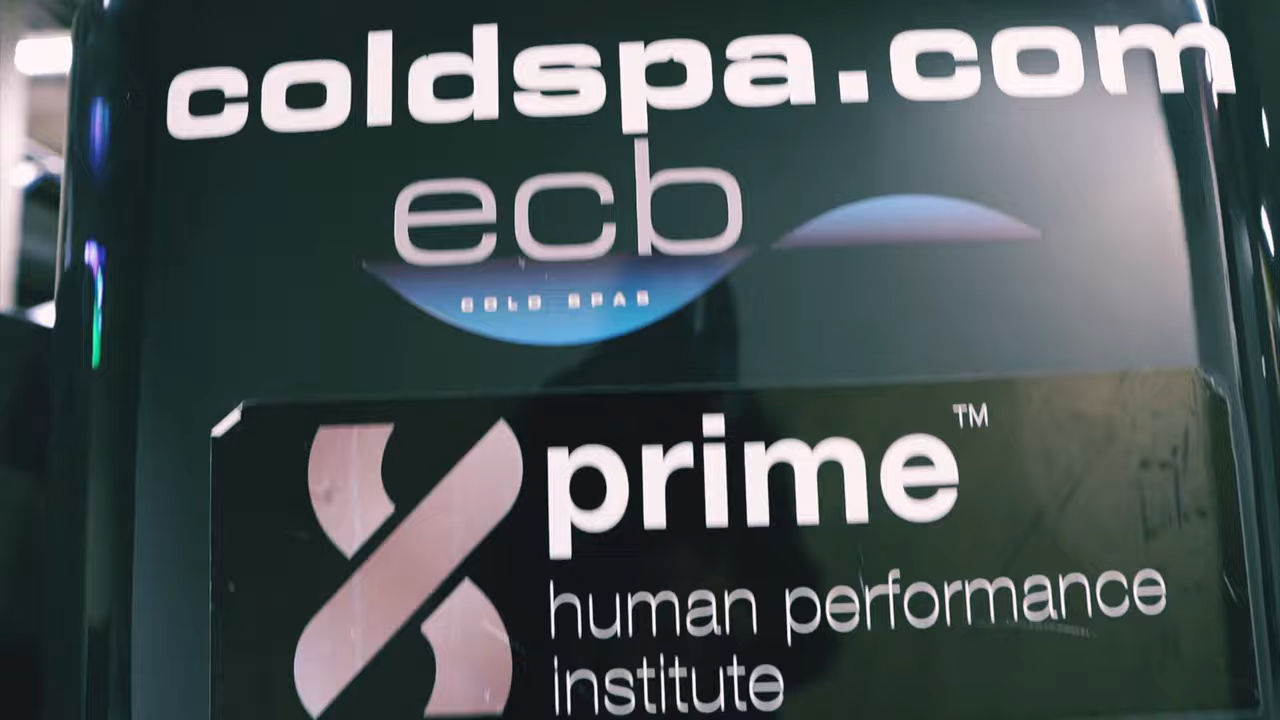 coldspa.com
ecb
COLD SPAS
prime™
human performance
institute